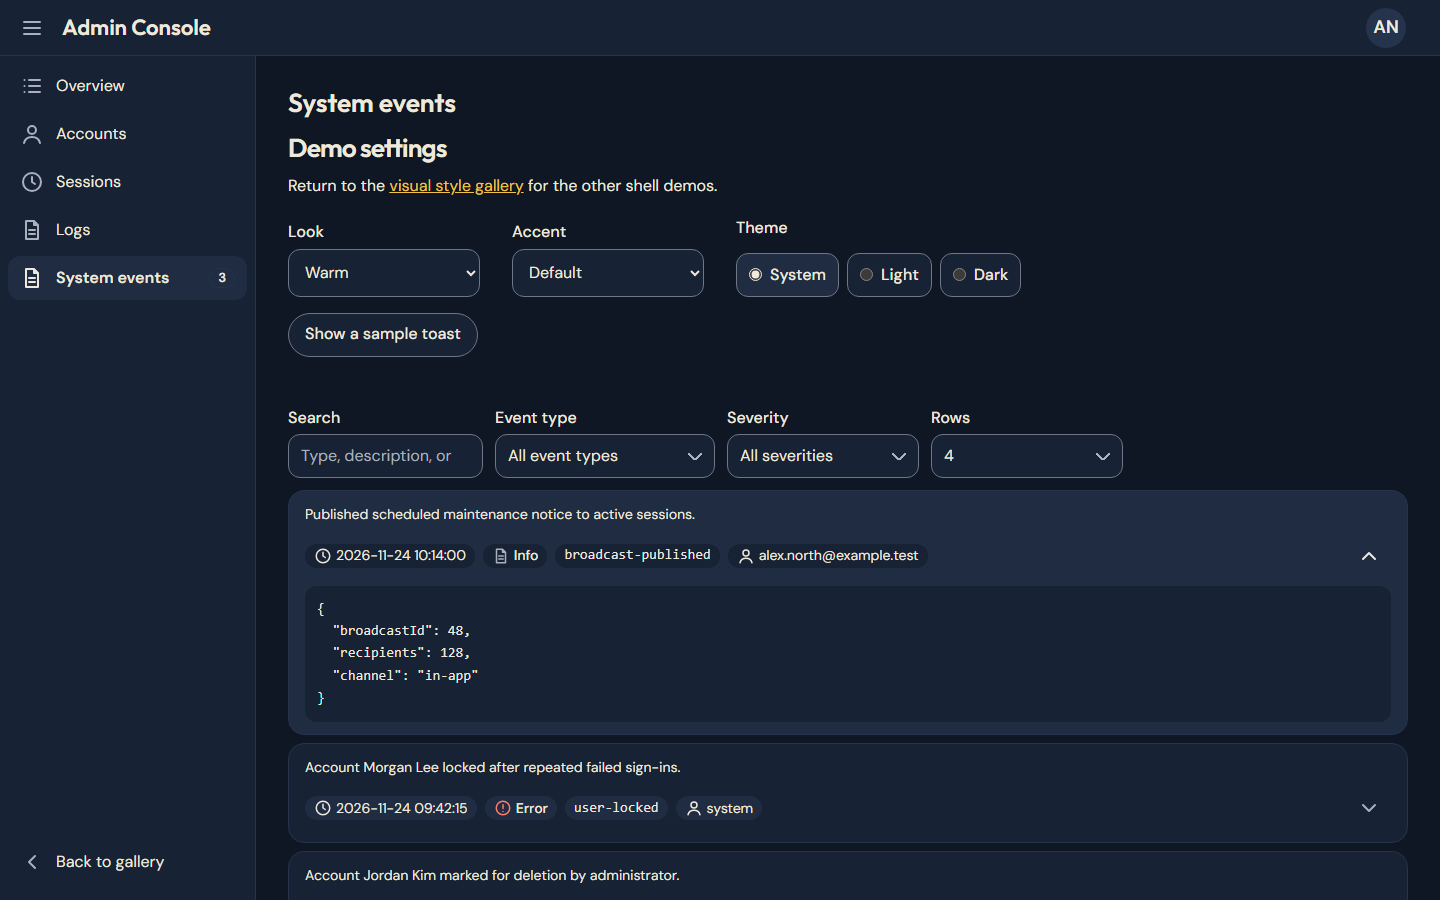 Admin Console
AN
Overview
Accounts
Sessions
Logs
System events 3
Back to gallery
System events
Demo settings
Return to the visual style gallery for the other shell demos.
Look
Warm
Accent
Default
Theme
System
Light
Dark
Show a sample toast
Search
Type, description, or
Event type
All event types
Severity
All severities
Rows
4
Published scheduled maintenance notice to active sessions.
2026-11-24 10:14:00 Info broadcast-published alex.north@example.test
{
"broadcastId": 48,
"recipients": 128,
"channel": "in-app"
}
Account Morgan Lee locked after repeated failed sign-ins.
2026-11-24 09:42:15 Error user-locked system
Account Jordan Kim marked for deletion by administrator.